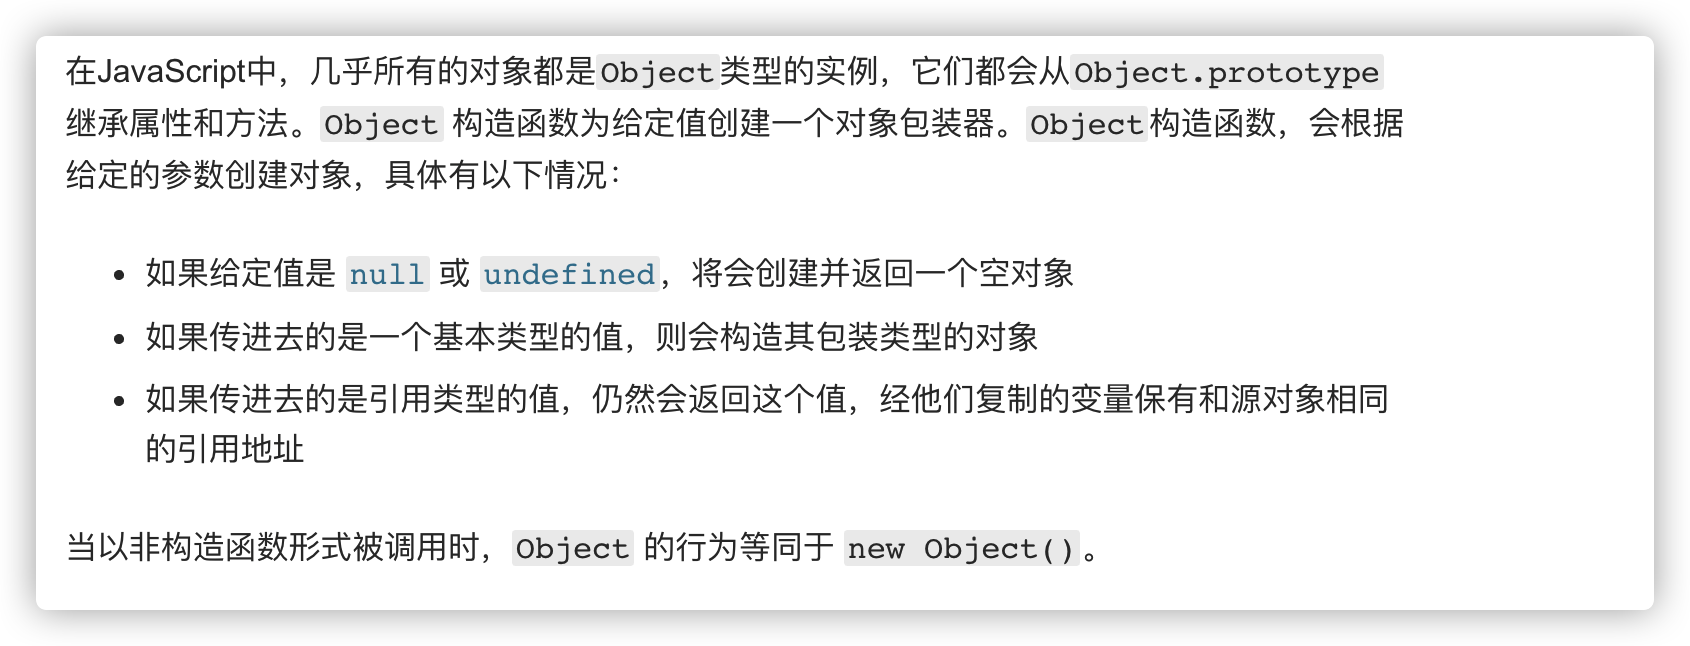 在JavaScript中，几乎所有的对象都是Object类型的实例，它们都会从Object.prototype
继承属性和方法。Object 构造函数为给定值创建一个对象包装器。Object构造函数，会根据
给定的参数创建对象，具体有以下情况：
• 如果给定值是 null 或 undefined，将会创建并返回一个空对象
• 如果传进去的是一个基本类型的值，则会构造其包装类型的对象
• 如果传进去的是引用类型的值，仍然会返回这个值，经他们复制的变量保有和源对象相同
的引用地址
当以非构造函数形式被调用时，Object 的行为等同于 new Object()。